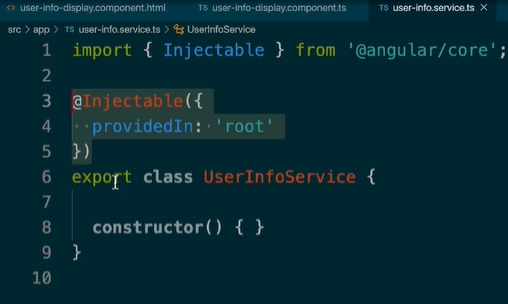 user-info-display.component.html TS user-info-display.component.ts TS user-info.service.ts
src > app > TS user-info.service.ts > UserInfoService
1 import { Injectable } from '@angular/core';
2
3 @Injectable({
4 providedIn: 'root'
5 })
6 export class UserInfoService {
7
8 constructor() { }
9 }
10